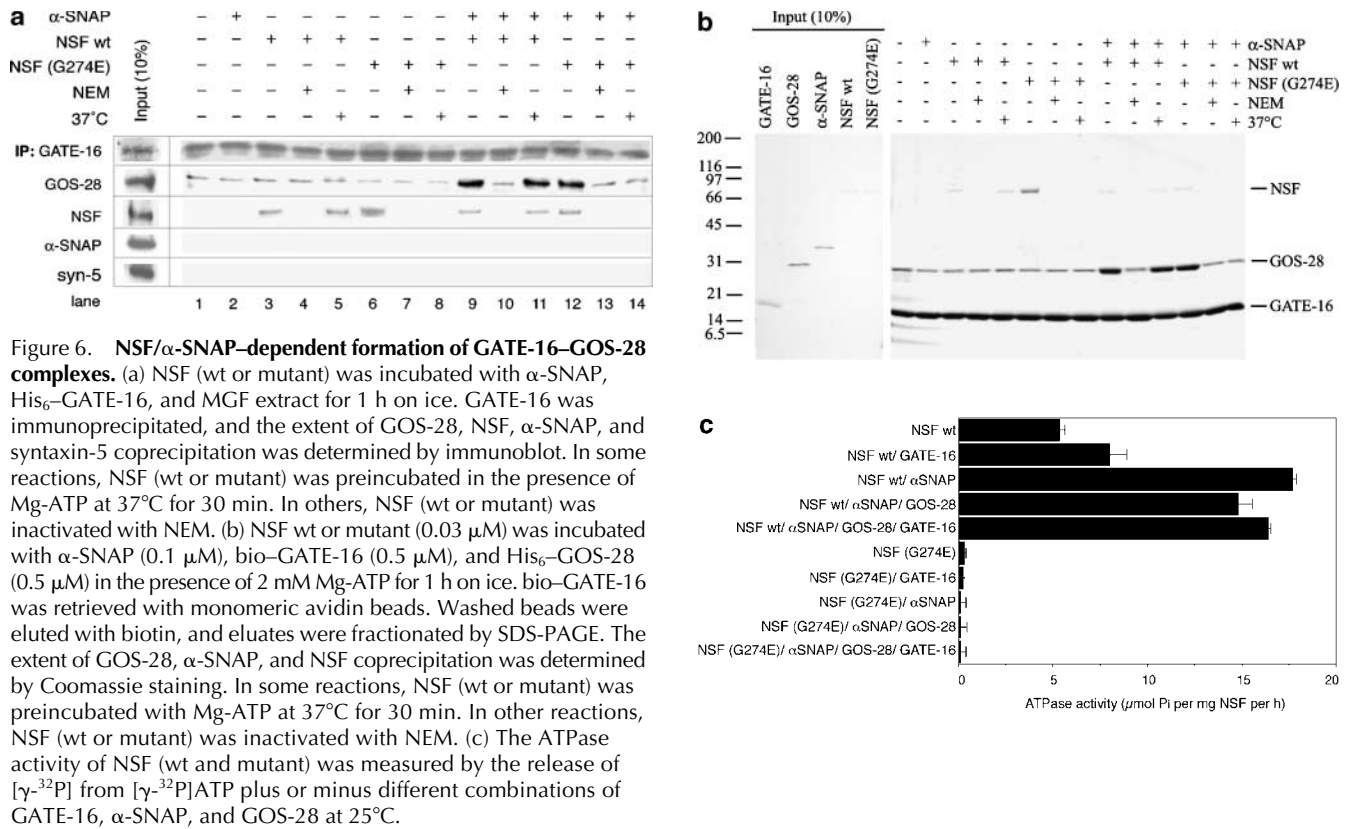 a
α-SNAP - + - - - - - - + + + + + +
NSF wt - - + + + - - - + + + - - -
NSF (G274E) - - - - - + + + - - - + + +
NEM - - - + - - + - - + - - + -
37˚C - - - - + - - + - - + - - +
Input (10%)
IP: GATE-16
GOS-28
NSF
α-SNAP
syn-5
lane 1 2 3 4 5 6 7 8 9 10 11 12 13 14
Figure 6. NSF/α-SNAP–dependent formation of GATE-16–GOS-28
complexes. (a) NSF (wt or mutant) was incubated with α-SNAP,
His6–GATE-16, and MGF extract for 1 h on ice. GATE-16 was
immunoprecipitated, and the extent of GOS-28, NSF, α-SNAP, and
syntaxin-5 coprecipitation was determined by immunoblot. In some
reactions, NSF (wt or mutant) was preincubated in the presence of
Mg-ATP at 37°C for 30 min. In others, NSF (wt or mutant) was
inactivated with NEM. (b) NSF wt or mutant (0.03 μM) was incubated
with α-SNAP (0.1 μM), bio–GATE-16 (0.5 μM), and His6–GOS-28
(0.5 μM) in the presence of 2 mM Mg-ATP for 1 h on ice. bio–GATE-16
was retrieved with monomeric avidin beads. Washed beads were
eluted with biotin, and eluates were fractionated by SDS-PAGE. The
extent of GOS-28, α-SNAP, and NSF coprecipitation was determined
by Coomassie staining. In some reactions, NSF (wt or mutant) was
preincubated with Mg-ATP at 37°C for 30 min. In other reactions,
NSF (wt or mutant) was inactivated with NEM. (c) The ATPase
activity of NSF (wt and mutant) was measured by the release of
[γ-32P] from [γ-32P]ATP plus or minus different combinations of
GATE-16, α-SNAP, and GOS-28 at 25°C.
b
Input (10%)
GATE-16
GOS-28
α-SNAP
NSF wt
NSF (G274E)
- + - - - - - - + + + + + + α-SNAP
- - + + + - - - + + + - - - NSF wt
- - - - - + + + - - - + + + NSF (G274E)
- - - + - - + - - + - - + - NEM
- - - - + - - + - - + - - + 37°C
200
116
97
66
45
31
21
14
6.5
NSF
GOS-28
GATE-16
c
NSF wt
NSF wt/ GATE-16
NSF wt/ αSNAP
NSF wt/ αSNAP/ GOS-28
NSF wt/ αSNAP/ GOS-28/ GATE-16
NSF (G274E)
NSF (G274E)/ GATE-16
NSF (G274E)/ αSNAP
NSF (G274E)/ αSNAP/ GOS-28
NSF (G274E)/ αSNAP/ GOS-28/ GATE-16
0 5 10 15 20
ATPase activity (μmol Pi per mg NSF per h)